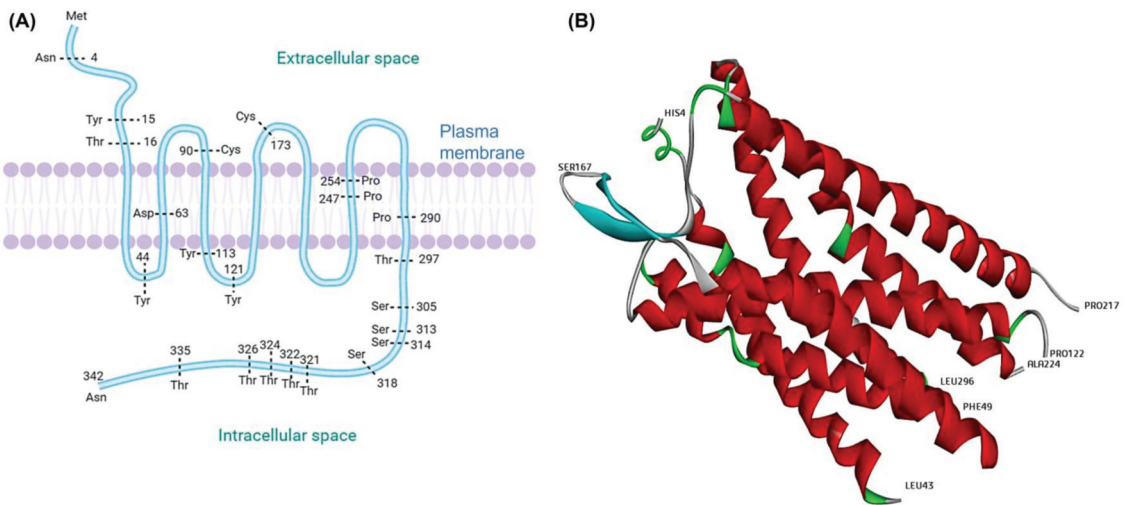 (A)
Met
Asn 4
Extracellular space
Tyr 15
Thr 16
90 Cys
Cys
173
Plasma
membrane
254 Pro
247 Pro
Asp 63
Pro 290
Tyr 113
44
Tyr
121
Tyr
Thr 297
Ser 305
Ser 313
Ser 314
Ser
318
335
Thr
326
Thr
324
Thr
322
Thr
321
Thr
342
Asn
Intracellular space
(B)
HIS4
SER167
PRO217
PRO122
ALA224
LEU296
PHE49
LEU43